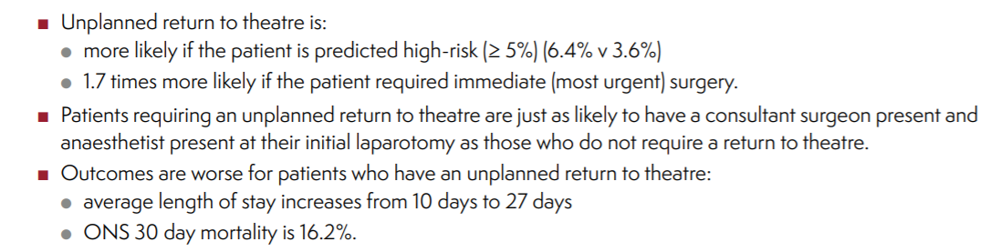 ■ Unplanned return to theatre is:
● more likely if the patient is predicted high-risk (≥ 5%) (6.4% v 3.6%)
● 1.7 times more likely if the patient required immediate (most urgent) surgery.
■ Patients requiring an unplanned return to theatre are just as likely to have a consultant surgeon present and
anaesthetist present at their initial laparotomy as those who do not require a return to theatre.
■ Outcomes are worse for patients who have an unplanned return to theatre:
● average length of stay increases from 10 days to 27 days
● ONS 30 day mortality is 16.2%.